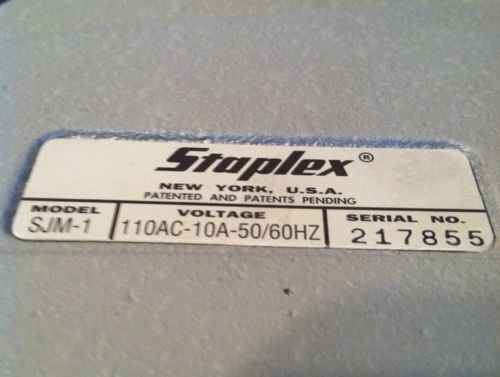 Staplex®
NEW YORK, U.S.A.
PATENTED AND PATENTS PENDING
MODEL VOLTAGE SERIAL NO.
SJM-1 110AC-10A-50/60HZ 217855